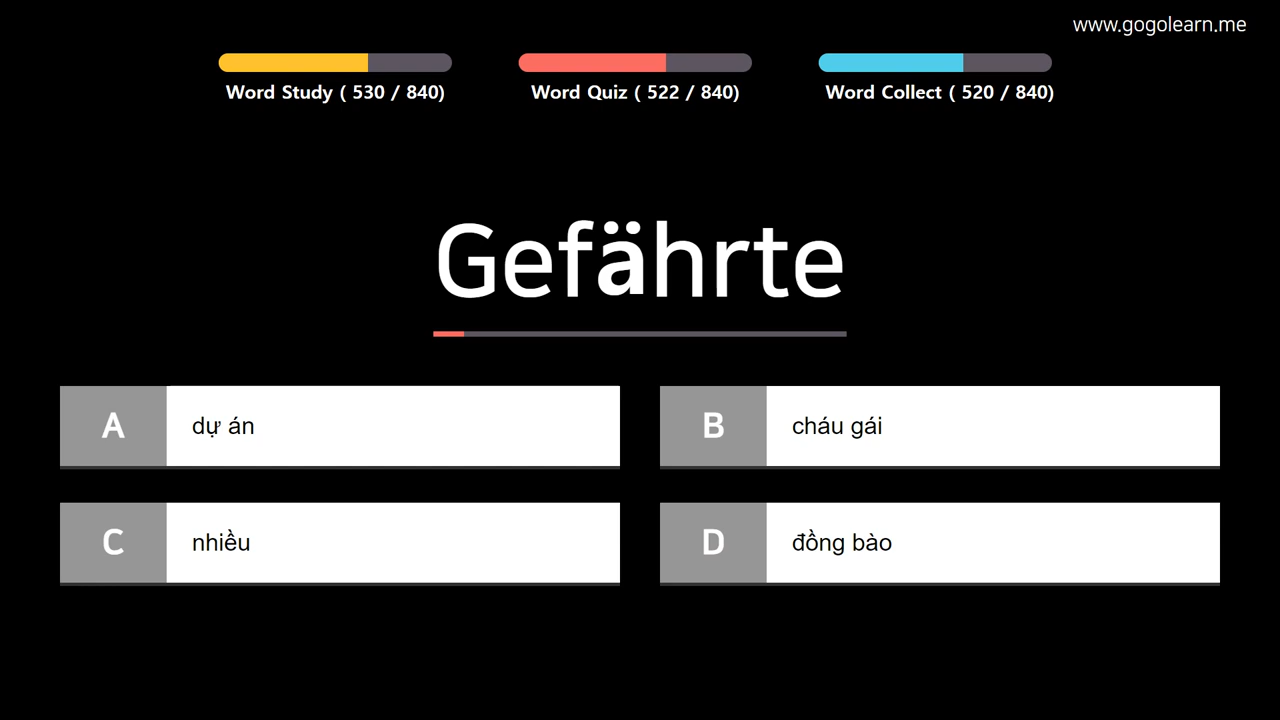 www.gogolearn.me
Word Study ( 530 / 840)
Word Quiz ( 522 / 840)
Word Collect ( 520 / 840)
Gefährte
A
dự án
B
cháu gái
C
nhiều
D
đồng bào